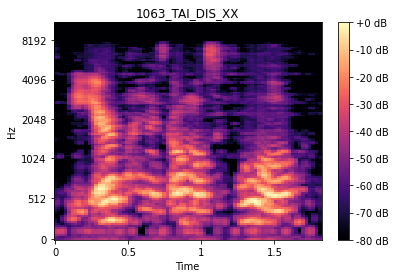 1063_TAI_DIS_XX
8192
4096
2048
1024
512
0
Hz
0
0.5
1
1.5
Time
+0 dB
-10 dB
-20 dB
-30 dB
-40 dB
-50 dB
-60 dB
-70 dB
-80 dB